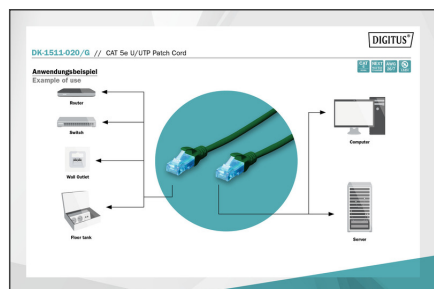 DIGITUS®
DK-1511-020/G // CAT 5e U/UTP Patch Cord
Anwendungsbeispiel
Example of use
Router
Switch
Wall Outlet
Floor tank
Computer
Server